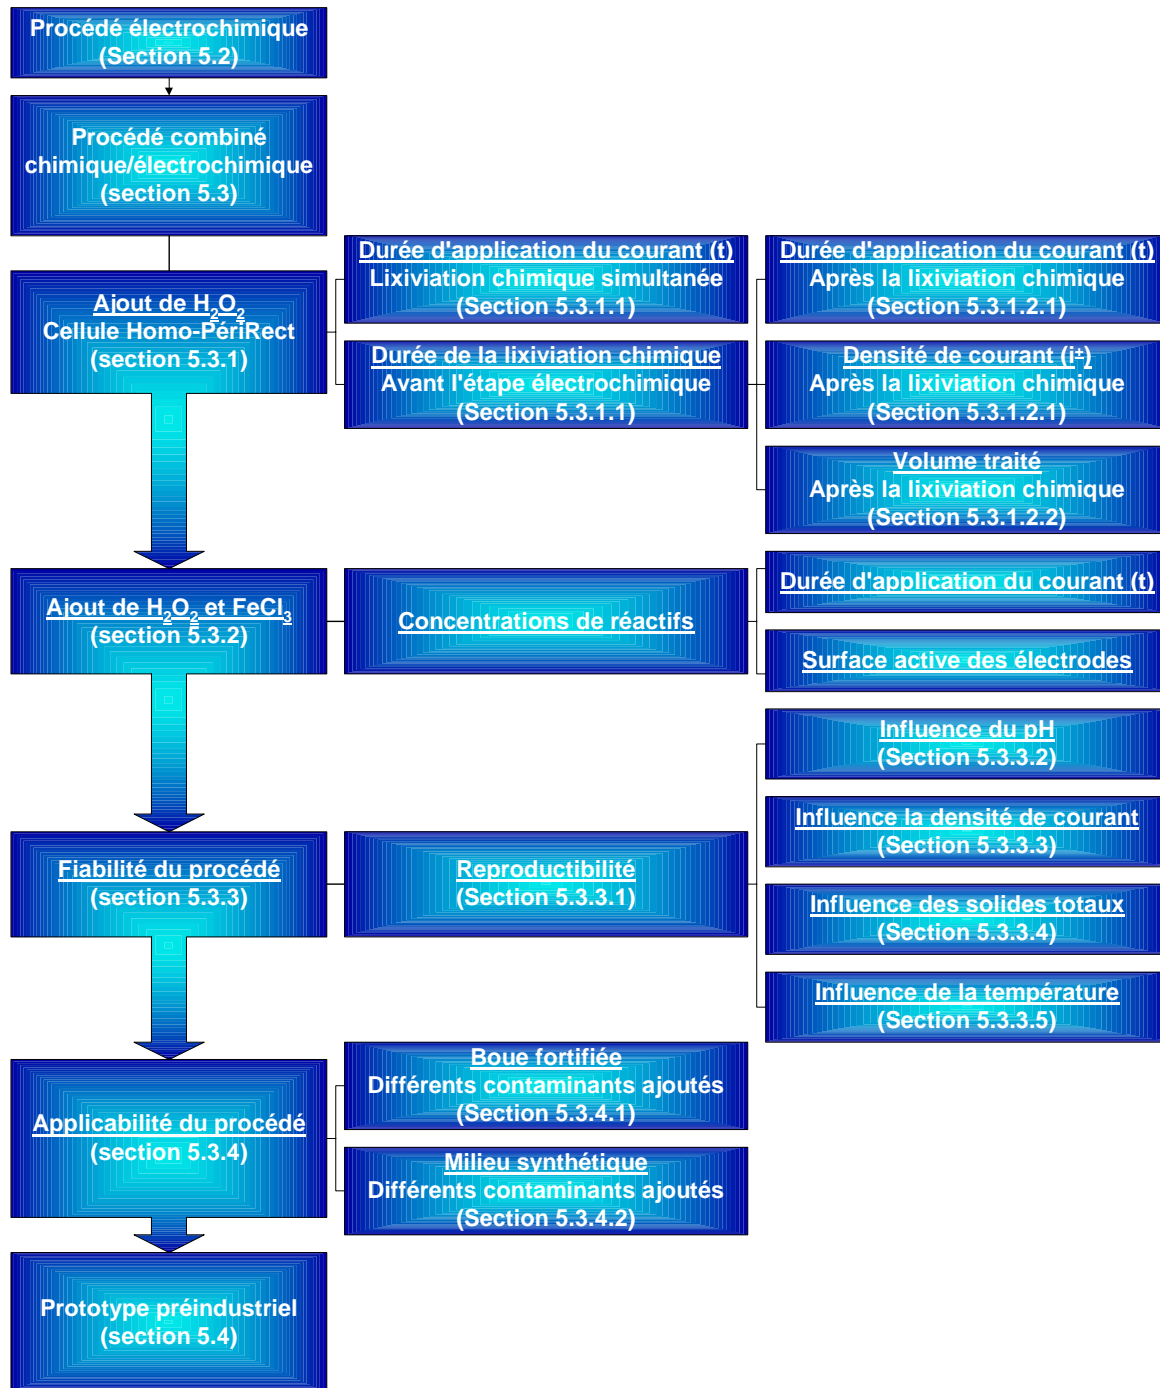 Procédé électrochimique
(Section 5.2)
Procédé combiné
chimique/électrochimique
(section 5.3)
Ajout de H₂O₂
Cellule Homo-PériRect
(section 5.3.1)
Durée d'application du courant (t)
Lixiviation chimique simultanée
(Section 5.3.1.1)
Durée de la lixiviation chimique
Avant l'étape électrochimique
(Section 5.3.1.1)
Durée d'application du courant (t)
Après la lixiviation chimique
(Section 5.3.1.2.1)
Densité de courant (i±)
Après la lixiviation chimique
(Section 5.3.1.2.1)
Volume traité
Après la lixiviation chimique
(Section 5.3.1.2.2)
Ajout de H₂O₂ et FeCl₃
(section 5.3.2)
Concentrations de réactifs
Durée d'application du courant (t)
Surface active des électrodes
Fiabilité du procédé
(section 5.3.3)
Reproductibilité
(Section 5.3.3.1)
Influence du pH
(Section 5.3.3.2)
Influence la densité de courant
(Section 5.3.3.3)
Influence des solides totaux
(Section 5.3.3.4)
Influence de la température
(Section 5.3.3.5)
Applicabilité du procédé
(section 5.3.4)
Boue fortifiée
Différents contaminants ajoutés
(Section 5.3.4.1)
Milieu synthétique
Différents contaminants ajoutés
(Section 5.3.4.2)
Prototype préindustriel
(section 5.4)